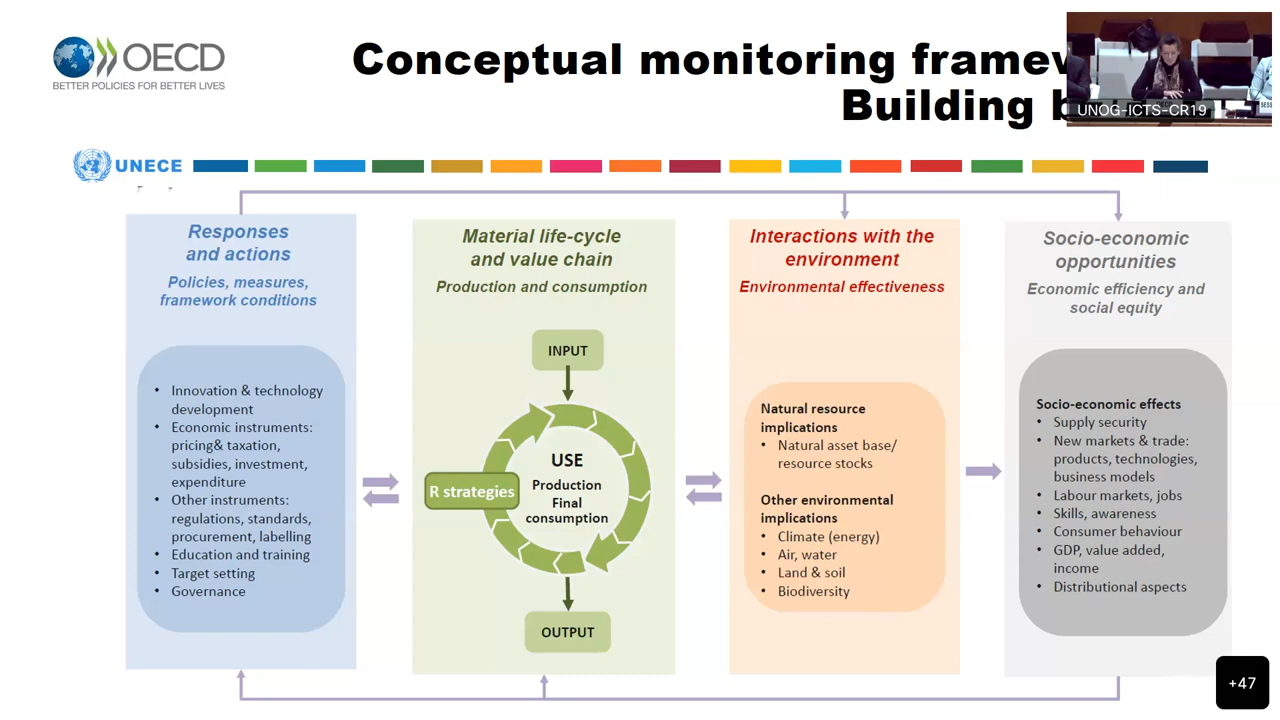 OECD
BETTER POLICIES FOR BETTER LIVES
Conceptual monitoring
Building
UNOG-ICTS-CR19
UNECE
Responses
and actions
Policies, measures,
framework conditions
• Innovation & technology
development
• Economic instruments:
pricing& taxation,
subsidies, investment,
expenditure
• Other instruments:
regulations, standards,
procurement, labelling
• Education and training
• Target setting
• Governance
Material life-cycle
and value chain
Production and consumption
INPUT
USE
Production
Final
consumption
R strategies
OUTPUT
Interactions with the
environment
Environmental effectiveness
Natural resource
implications
• Natural asset base/
resource stocks
Other environmental
implications
• Climate (energy)
• Air, water
• Land & soil
• Biodiversity
Socio-economic
opportunities
Economic efficiency and
social equity
Socio-economic effects
• Supply security
• New markets & trade:
products, technologies,
business models
• Labour markets, jobs
• Skills, awareness
• Consumer behaviour
• GDP, value added,
income
• Distributional aspects
+47